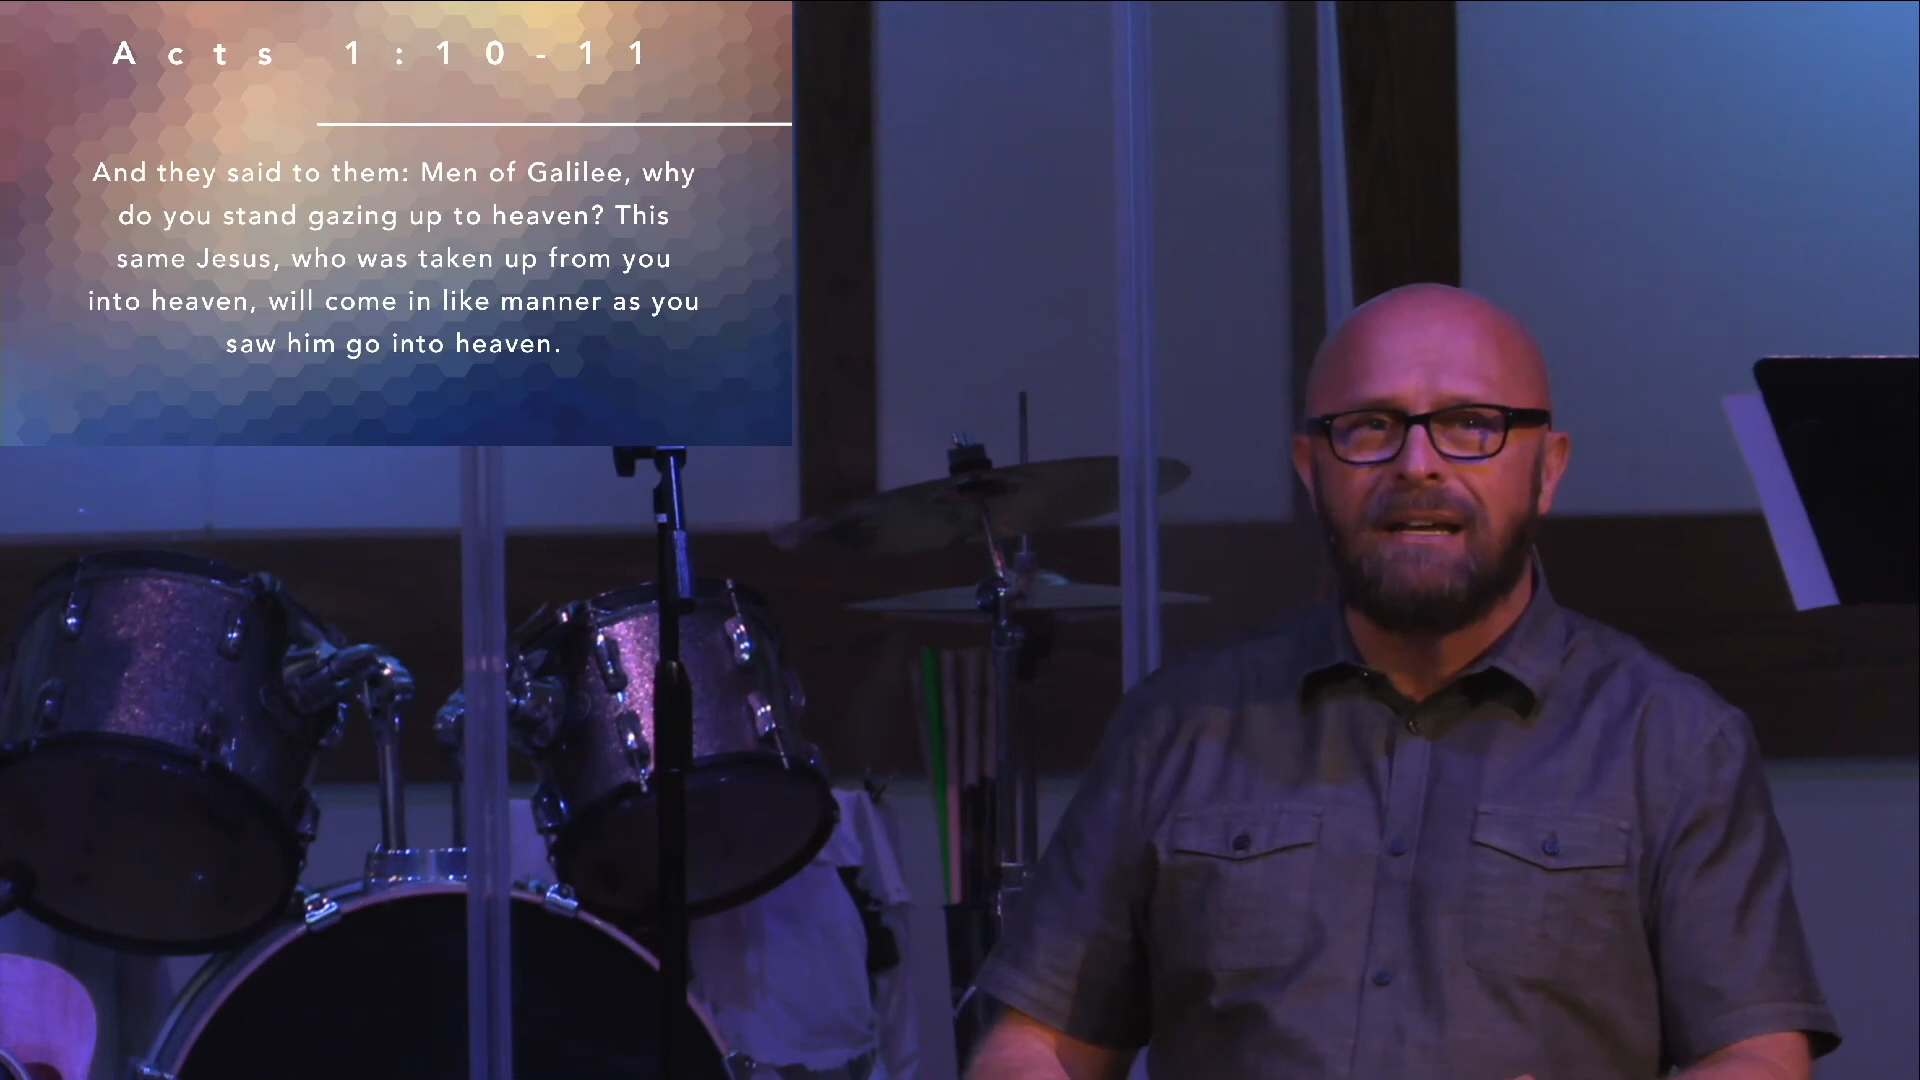 Acts 1:10-11
And they said to them: Men of Galilee, why
do you stand gazing up to heaven? This
same Jesus, who was taken up from you
into heaven, will come in like manner as you
saw him go into heaven.